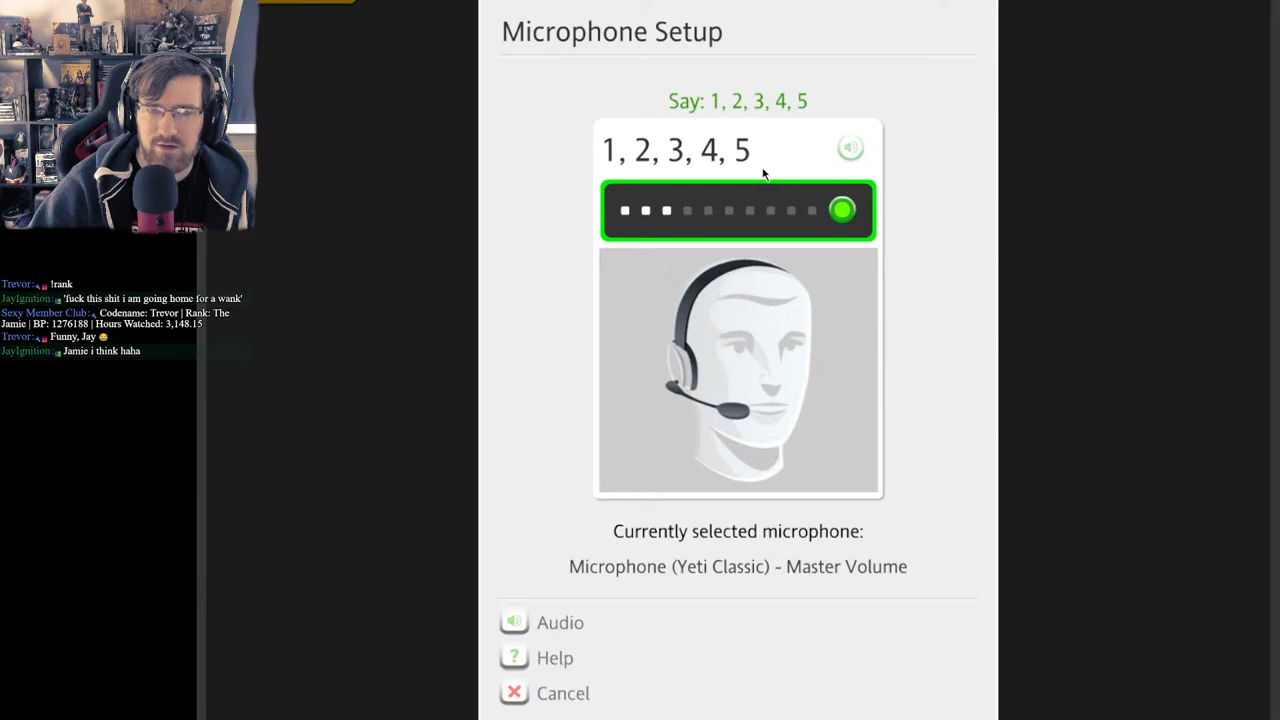 Microphone Setup
Say: 1, 2, 3, 4, 5
1, 2, 3, 4, 5
Trevor: !rank
JayIgnition: 'fuck this shit i am going home for a wank'
Sexy Member Club: Codename: Trevor | Rank: The
Jamie | BP: 1276188 | Hours Watched: 3,148.15
Trevor: Funny, Jay 😂
JayIgnition: Jamie i think haha
Currently selected microphone:
Microphone (Yeti Classic) - Master Volume
Audio
? Help
Cancel